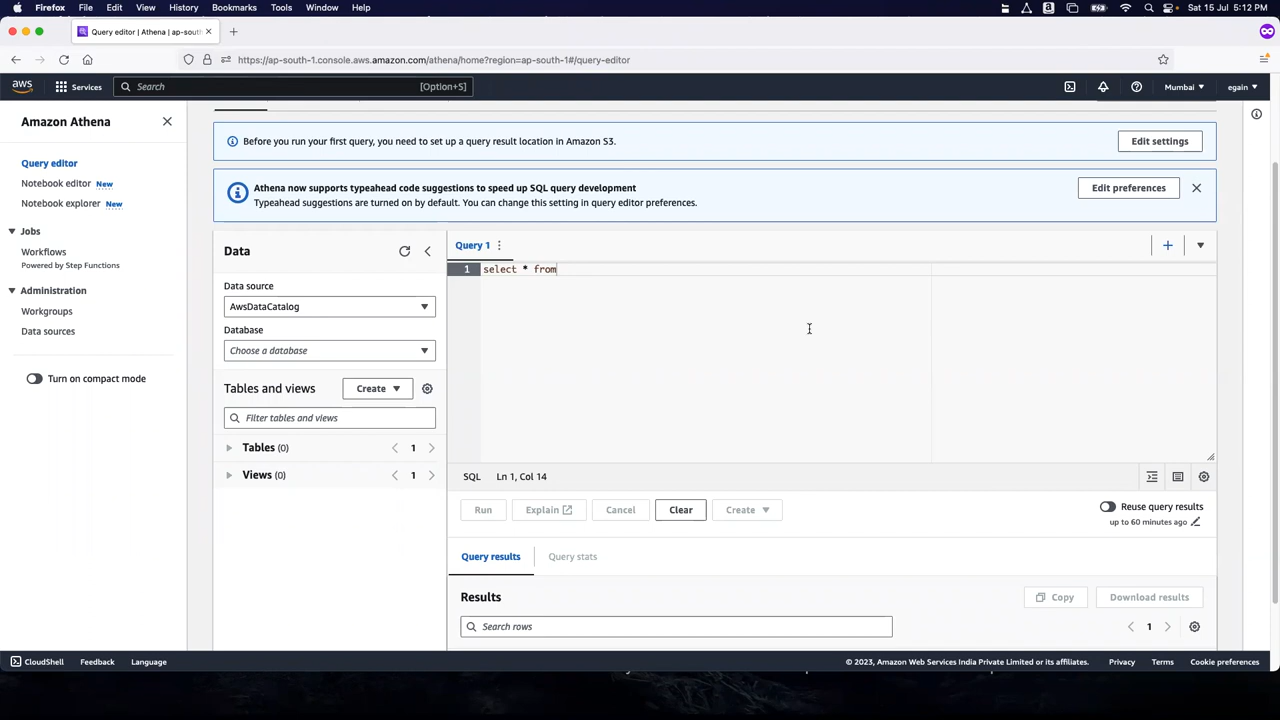 Firefox File Edit View History Bookmarks Tools Window Help Sat 15 Jul 5:12 PM
Query editor | Athena | ap-sout
https://ap-south-1.console.aws.amazon.com/athena/home?region=ap-south-1#/query-editor
aws Services Search [Option+S] Mumbai egain
Amazon Athena
Query editor
Notebook editor New
Notebook explorer New
Jobs
Workflows
Powered by Step Functions
Administration
Workgroups
Data sources
Turn on compact mode
Before you run your first query, you need to set up a query result location in Amazon S3.
Edit settings
Athena now supports typeahead code suggestions to speed up SQL query development
Typeahead suggestions are turned on by default. You can change this setting in query editor preferences.
Edit preferences
Data
Data source
AwsDataCatalog
Database
Choose a database
Tables and views Create
Filter tables and views
Tables (0) 1
Views (0) 1
Query 1
1 select * from
SQL Ln 1, Col 14
Run Explain Cancel Clear Create
Reuse query results
up to 60 minutes ago
Query results Query stats
Results Copy Download results
Search rows 1
CloudShell Feedback Language © 2023, Amazon Web Services India Private Limited or its affiliates. Privacy Terms Cookie preferences